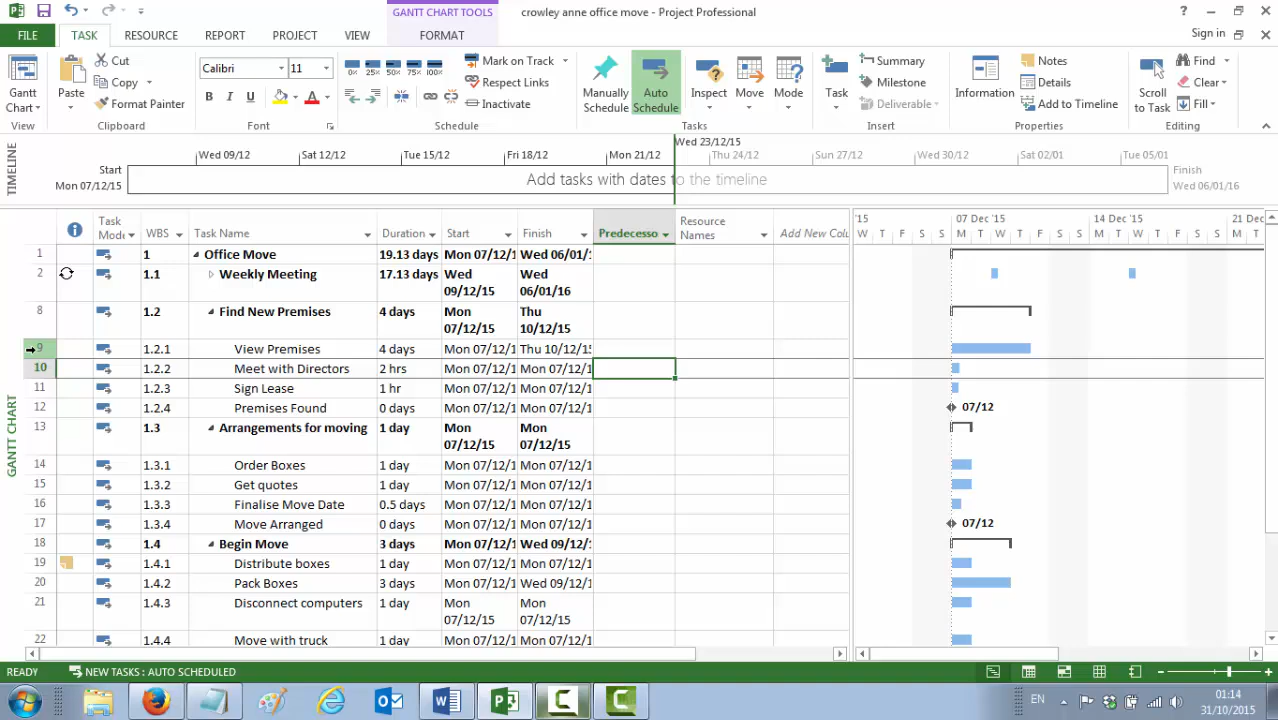 GANTT CHART TOOLS
crowley anne office move - Project Professional
FILE TASK RESOURCE REPORT PROJECT VIEW FORMAT Sign in
Gantt Chart
View
Paste
Cut
Copy
Format Painter
Clipboard
Calibri 11
B I U A
Font
0% 25% 50% 75% 100%
Mark on Track
Respect Links
Inactivate
Schedule
Manually Schedule
Auto Schedule
Inspect
Move
Mode
Tasks
Task
Summary
Milestone
Deliverable
Insert
Information
Notes
Details
Add to Timeline
Properties
Scroll to Task
Find
Clear
Fill
Editing
TIMELINE
Wed 23/12/15
Wed 09/12 Sat 12/12 Tue 15/12 Fri 18/12 Mon 21/12 Thu 24/12 Sun 27/12 Wed 30/12 Sat 02/01 Tue 05/01
Start
Mon 07/12/15
Add tasks with dates to the timeline
Finish
Wed 06/01/16
GANTT CHART
Task Mode WBS Task Name Duration Start Finish Predecesso Resource Names Add New Colu
'15 07 Dec '15 14 Dec '15 21 Dec
W T F S S M T W T F S S M T W T F S S M T
1 1 Office Move 19.13 days Mon 07/12/1 Wed 06/01/:
2 1.1 Weekly Meeting 17.13 days Wed 09/12/15 Wed 06/01/16
8 1.2 Find New Premises 4 days Mon 07/12/15 Thu 10/12/15
9 1.2.1 View Premises 4 days Mon 07/12/1 Thu 10/12/15
10 1.2.2 Meet with Directors 2 hrs Mon 07/12/1 Mon 07/12/1
11 1.2.3 Sign Lease 1 hr Mon 07/12/1 Mon 07/12/1
12 1.2.4 Premises Found 0 days Mon 07/12/1 Mon 07/12/1 07/12
13 1.3 Arrangements for moving 1 day Mon 07/12/15 Mon 07/12/15
14 1.3.1 Order Boxes 1 day Mon 07/12/1 Mon 07/12/1
15 1.3.2 Get quotes 1 day Mon 07/12/1 Mon 07/12/1
16 1.3.3 Finalise Move Date 0.5 days Mon 07/12/1 Mon 07/12/1
17 1.3.4 Move Arranged 0 days Mon 07/12/1 Mon 07/12/1 07/12
18 1.4 Begin Move 3 days Mon 07/12/1 Wed 09/12/:
19 1.4.1 Distribute boxes 1 day Mon 07/12/1 Mon 07/12/1
20 1.4.2 Pack Boxes 3 days Mon 07/12/1 Wed 09/12/1
21 1.4.3 Disconnect computers 1 day Mon 07/12/15 Mon 07/12/15
22 1.4.4 Move with truck 1 day Mon 07/12/1 Mon 07/12/1
READY NEW TASKS : AUTO SCHEDULED
EN
01:14
31/10/2015